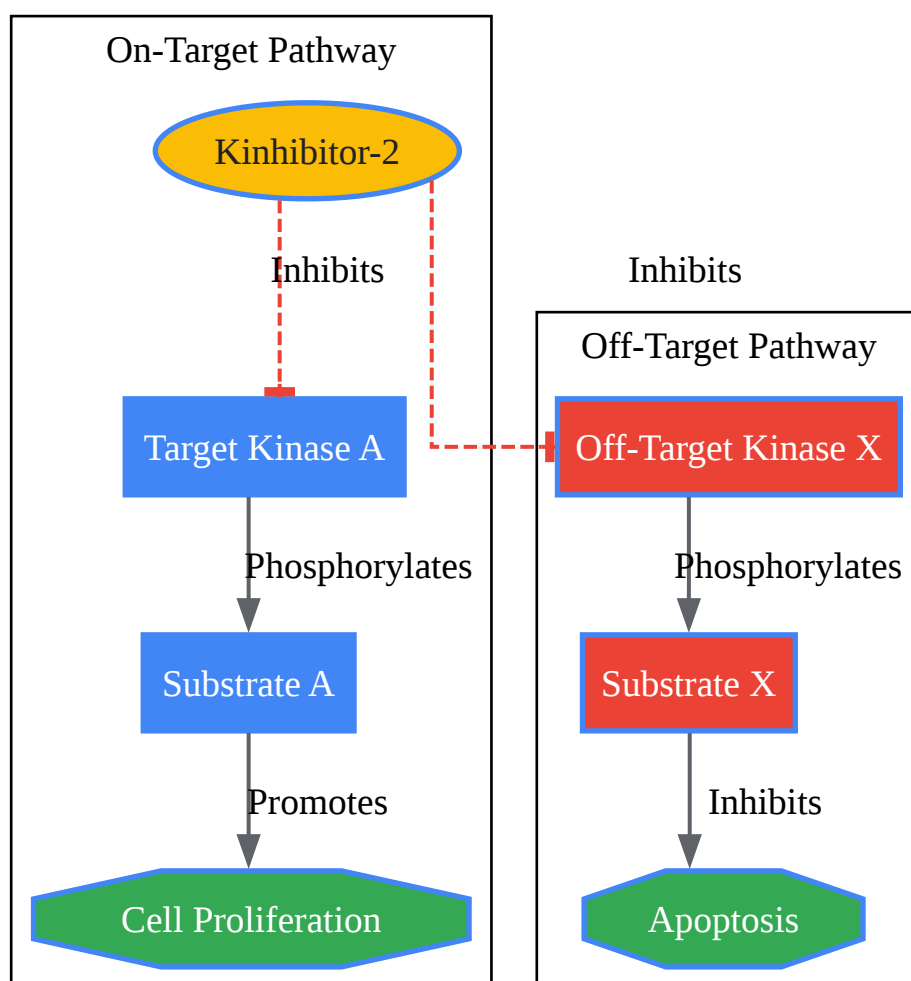 On-Target Pathway
Kinhibitor-2
Inhibits
Inhibits
Off-Target Pathway
Target Kinase A
Off-Target Kinase X
Phosphorylates
Phosphorylates
Substrate A
Substrate X
Promotes
Inhibits
Cell Proliferation
Apoptosis